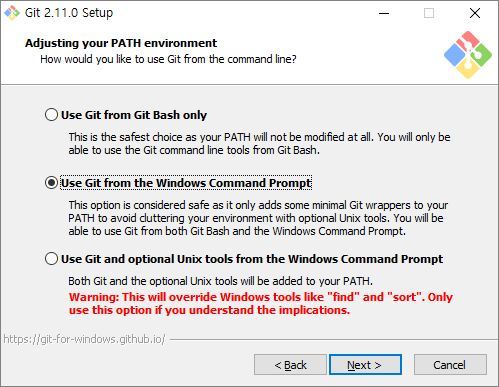 Git 2.11.0 Setup
Adjusting your PATH environment
How would you like to use Git from the command line?
Use Git from Git Bash only
This is the safest choice as your PATH will not be modified at all. You will only
be able to use the Git command line tools from Git Bash.
Use Git from the Windows Command Prompt
This option is considered safe as it only adds some minimal Git wrappers to your
PATH to avoid cluttering your environment with optional Unix tools. You will be
able to use Git from both Git Bash and the Windows Command Prompt.
Use Git and optional Unix tools from the Windows Command Prompt
Both Git and the optional Unix tools will be added to your PATH.
Warning: This will override Windows tools like "find" and "sort". Only
use this option if you understand the implications.
https://git-for-windows.github.io/
< Back
Next >
Cancel